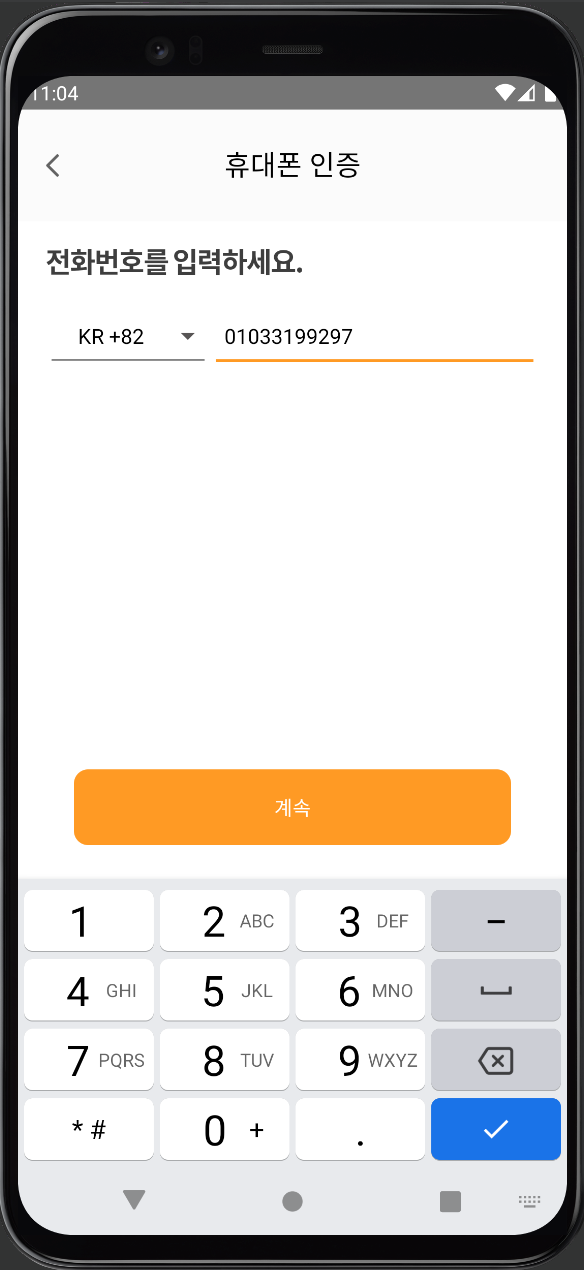 11:04
휴대폰 인증
전화번호를 입력하세요.
KR +82 01033199297
계속
1 2 ABC 3 DEF -
4 GHI 5 JKL 6 MNO
7 PQRS 8 TUV 9 WXYZ
* # 0 + .